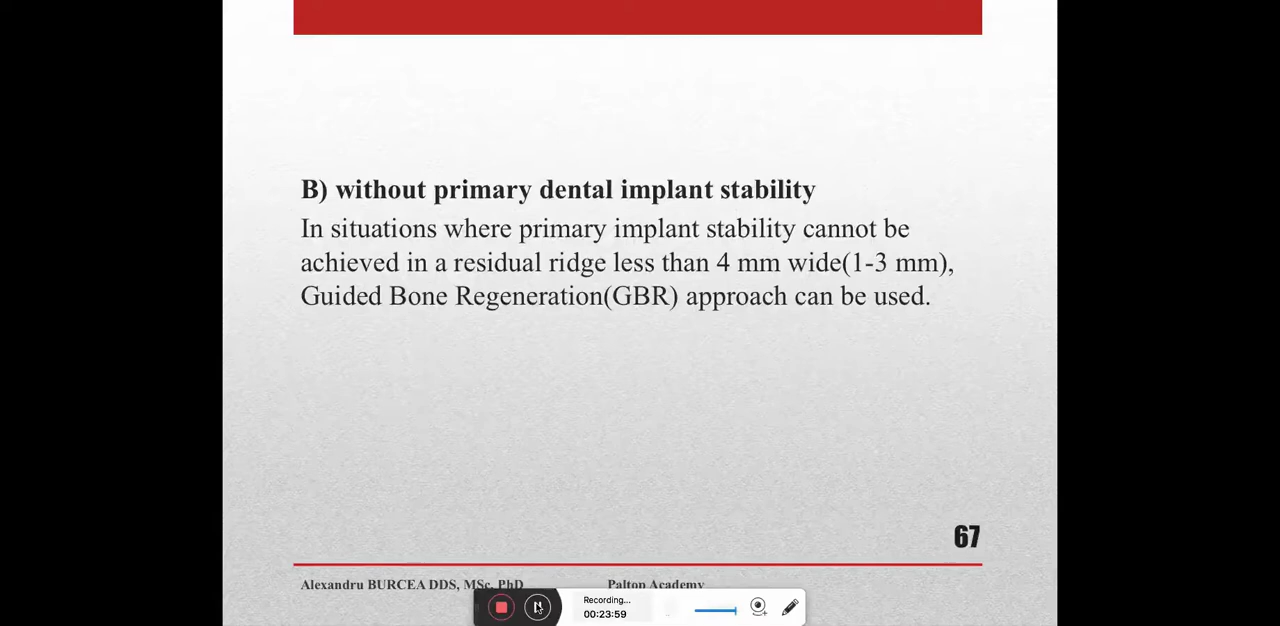 B) without primary dental implant stability
In situations where primary implant stability cannot be
achieved in a residual ridge less than 4 mm wide(1-3 mm),
Guided Bone Regeneration(GBR) approach can be used.
67
Alexandru BURCEA DDS, MSc, PhD
Palton Academy
Recording...
00:23:59